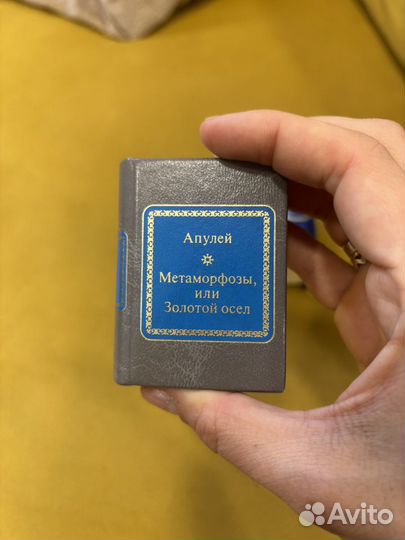 Апулей
Метаморфозы,
или
Золотой осел
Avito